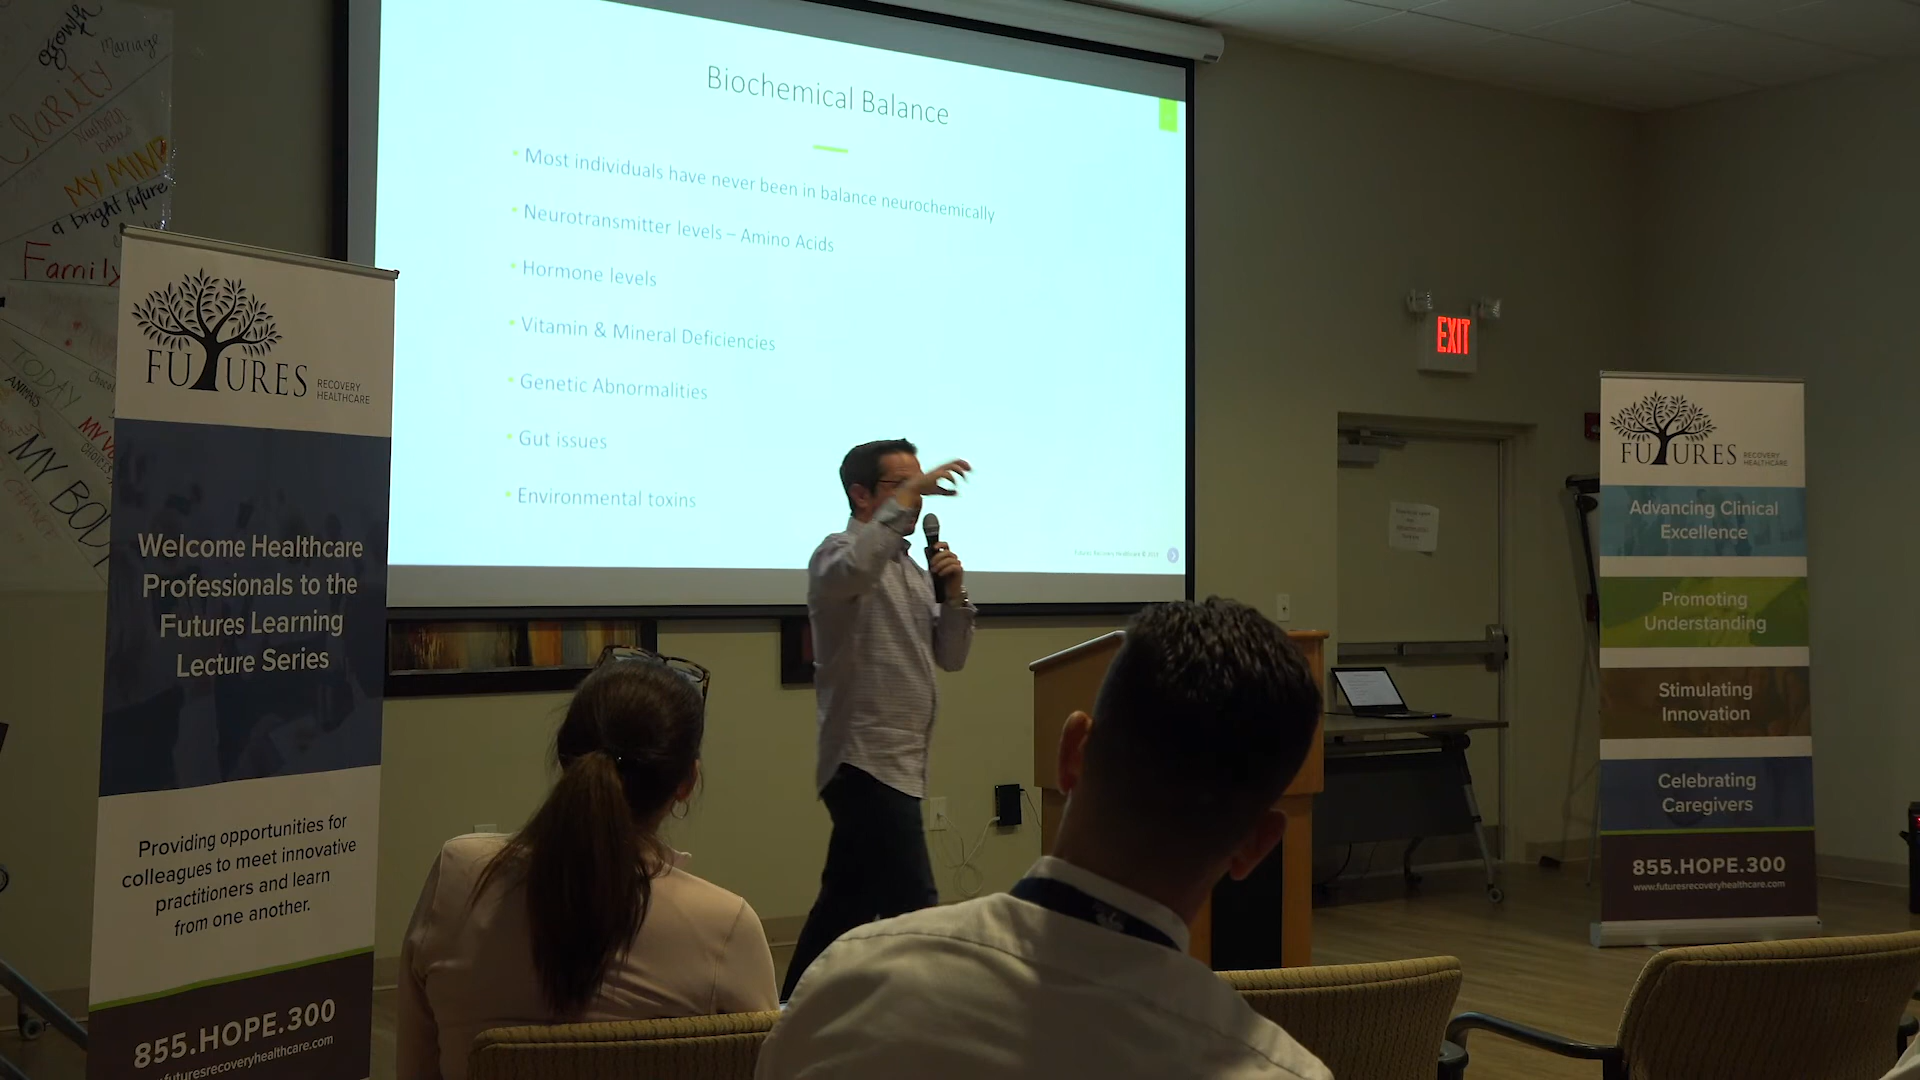 growth
Marriage
Clarity
MY MIND
a bright future
Family
TODAY
ANIMALS
MY BODY
CHANCE
FUTURES
RECOVERY
HEALTHCARE
Welcome Healthcare
Professionals to the
Futures Learning
Lecture Series
Providing opportunities for
colleagues to meet innovative
practitioners and learn
from one another.
855.HOPE.300
futuresrecoveryhealthcare.com
Biochemical Balance
• Most individuals have never been in balance neurochemically
• Neurotransmitter levels – Amino Acids
• Hormone levels
• Vitamin & Mineral Deficiencies
• Genetic Abnormalities
• Gut issues
• Environmental toxins
EXIT
FUTURES
RECOVERY
HEALTHCARE
Advancing Clinical
Excellence
Promoting
Understanding
Stimulating
Innovation
Celebrating
Caregivers
855.HOPE.300
www.futuresrecoveryhealthcare.com